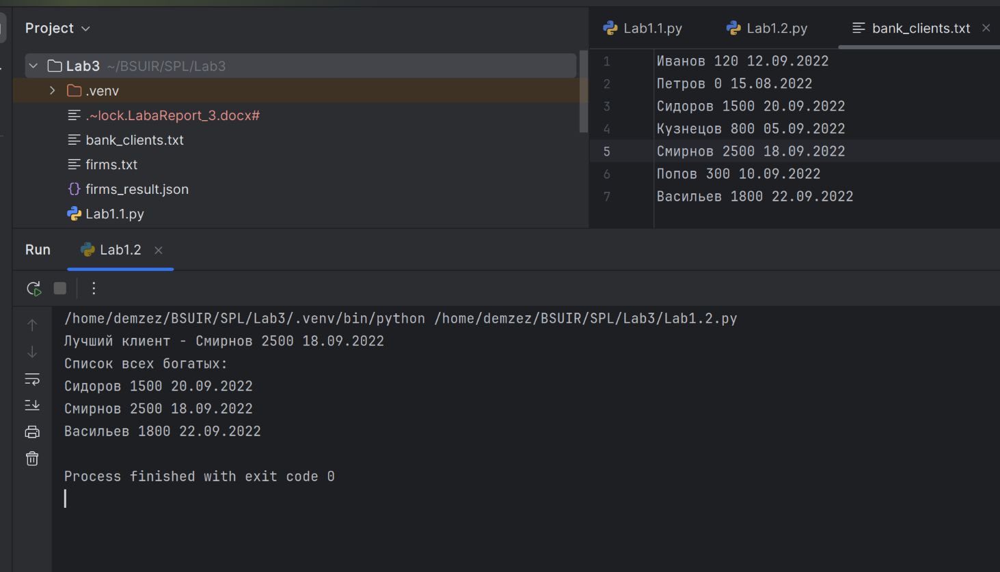 Project
Lab3 ~/BSUIR/SPL/Lab3
.venv
.~lock.LabaReport_3.docx#
bank_clients.txt
firms.txt
firms_result.json
Lab1.1.py
Lab1.1.py Lab1.2.py bank_clients.txt
1 Иванов 120 12.09.2022
2 Петров 0 15.08.2022
3 Сидоров 1500 20.09.2022
4 Кузнецов 800 05.09.2022
5 Смирнов 2500 18.09.2022
6 Попов 300 10.09.2022
7 Васильев 1800 22.09.2022
Run Lab1.2
/home/demzez/BSUIR/SPL/Lab3/.venv/bin/python /home/demzez/BSUIR/SPL/Lab3/Lab1.2.py
Лучший клиент - Смирнов 2500 18.09.2022
Список всех богатых:
Сидоров 1500 20.09.2022
Смирнов 2500 18.09.2022
Васильев 1800 22.09.2022
Process finished with exit code 0